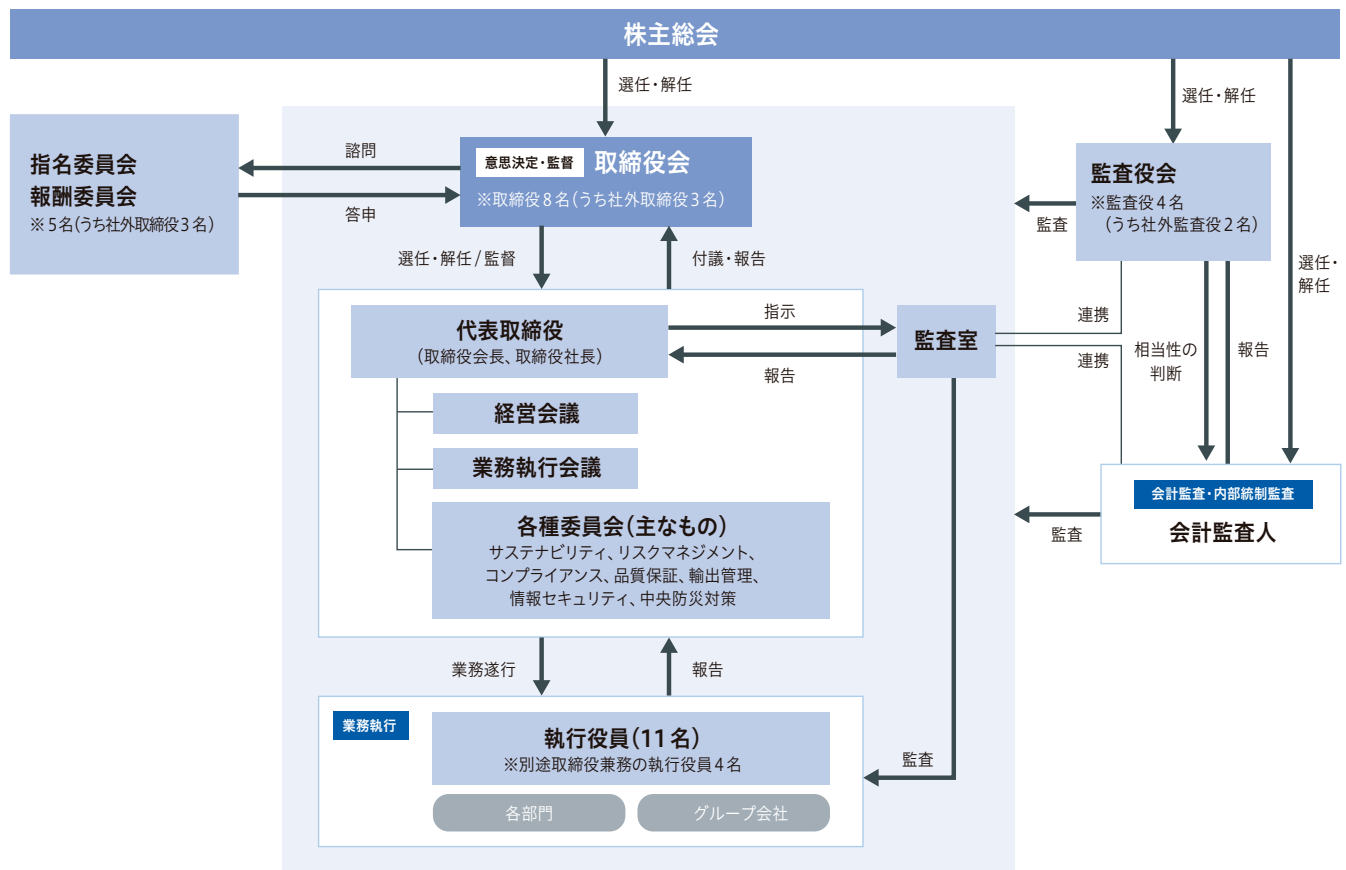 株主総会
選任・解任
選任・解任
選任・
解任
指名委員会
報酬委員会
※5名(うち社外取締役3名)
諮問
答申
意思決定・監督
取締役会
※取締役8名(うち社外取締役3名)
監査役会
※監査役4名
(うち社外監査役2名)
監査
選任・解任/監督
付議・報告
代表取締役
(取締役会長、取締役社長)
指示
報告
監査室
連携
連携
相当性の
判断
報告
経営会議
業務執行会議
各種委員会(主なもの)
サステナビリティ、リスクマネジメント、
コンプライアンス、品質保証、輸出管理、
情報セキュリティ、中央防災対策
会計監査・内部統制監査
会計監査人
監査
業務遂行
報告
業務執行
執行役員(11名)
※別途取締役兼務の執行役員4名
監査
各部門
グループ会社